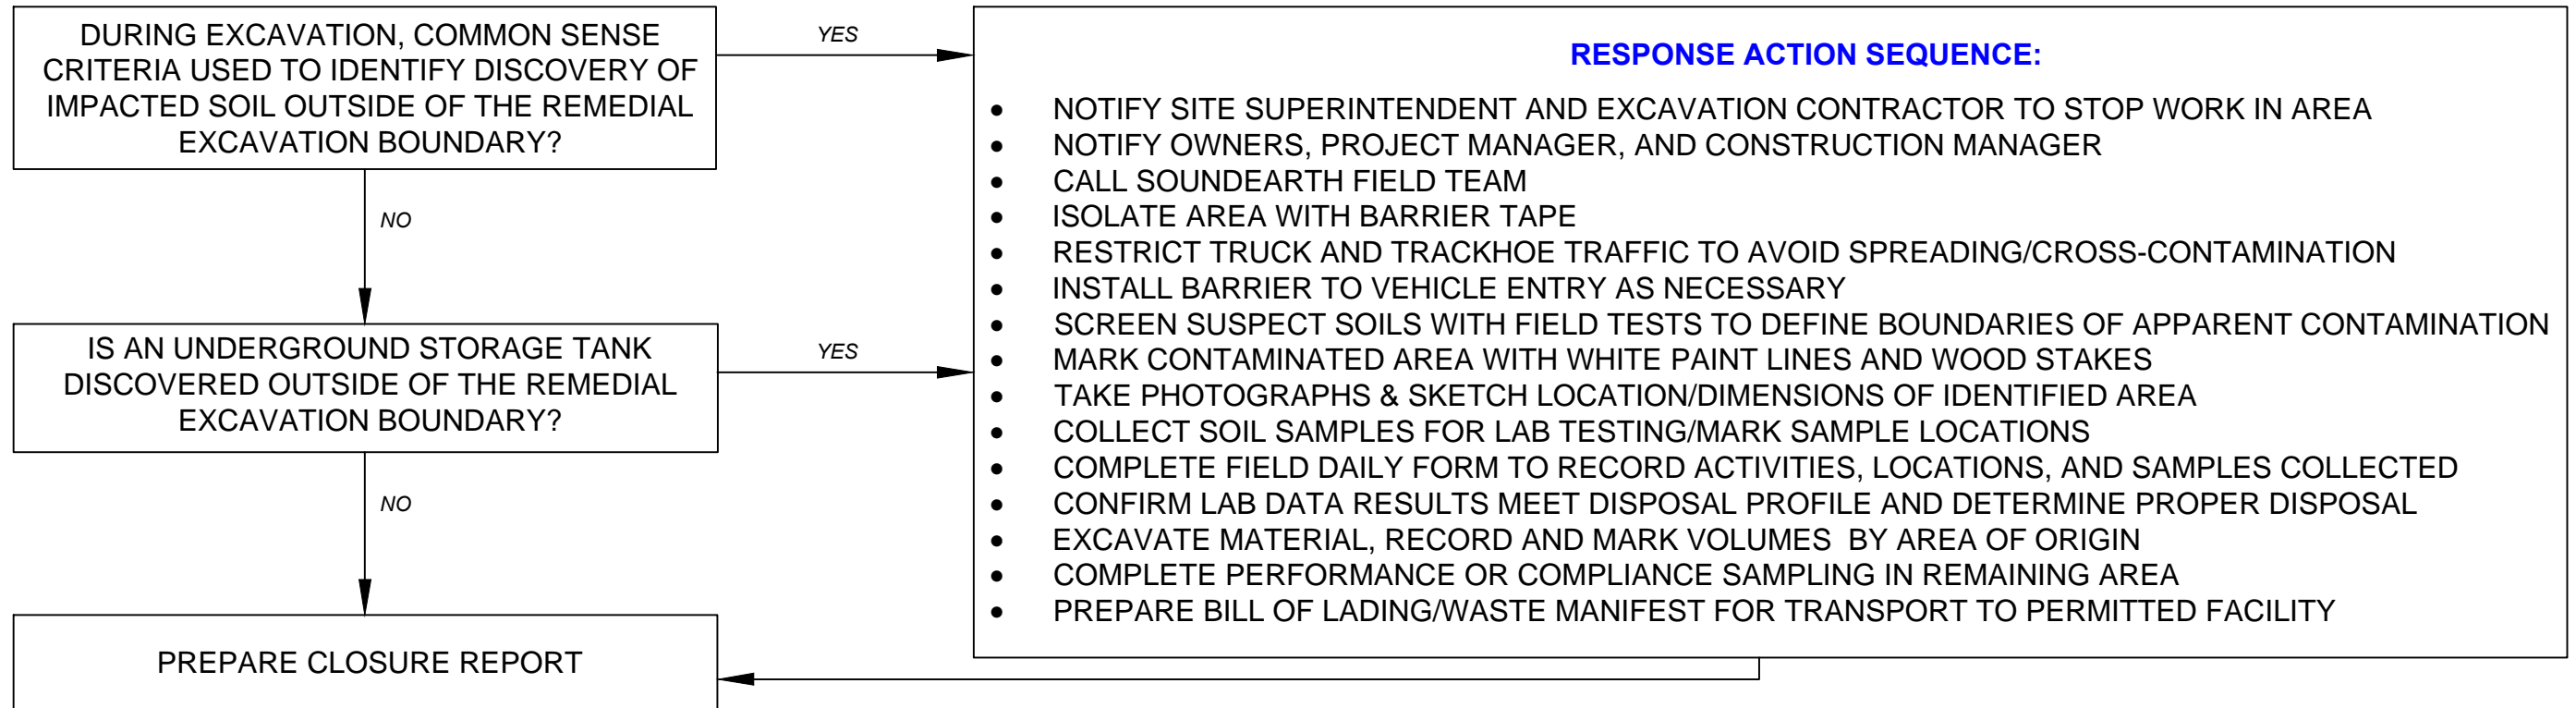 DURING EXCAVATION, COMMON SENSE
CRITERIA USED TO IDENTIFY DISCOVERY OF
IMPACTED SOIL OUTSIDE OF THE REMEDIAL
EXCAVATION BOUNDARY?
YES
NO
IS AN UNDERGROUND STORAGE TANK
DISCOVERED OUTSIDE OF THE REMEDIAL
EXCAVATION BOUNDARY?
YES
NO
PREPARE CLOSURE REPORT
RESPONSE ACTION SEQUENCE:
• NOTIFY SITE SUPERINTENDENT AND EXCAVATION CONTRACTOR TO STOP WORK IN AREA
• NOTIFY OWNERS, PROJECT MANAGER, AND CONSTRUCTION MANAGER
• CALL SOUNDEARTH FIELD TEAM
• ISOLATE AREA WITH BARRIER TAPE
• RESTRICT TRUCK AND TRACKHOE TRAFFIC TO AVOID SPREADING/CROSS-CONTAMINATION
• INSTALL BARRIER TO VEHICLE ENTRY AS NECESSARY
• SCREEN SUSPECT SOILS WITH FIELD TESTS TO DEFINE BOUNDARIES OF APPARENT CONTAMINATION
• MARK CONTAMINATED AREA WITH WHITE PAINT LINES AND WOOD STAKES
• TAKE PHOTOGRAPHS & SKETCH LOCATION/DIMENSIONS OF IDENTIFIED AREA
• COLLECT SOIL SAMPLES FOR LAB TESTING/MARK SAMPLE LOCATIONS
• COMPLETE FIELD DAILY FORM TO RECORD ACTIVITIES, LOCATIONS, AND SAMPLES COLLECTED
• CONFIRM LAB DATA RESULTS MEET DISPOSAL PROFILE AND DETERMINE PROPER DISPOSAL
• EXCAVATE MATERIAL, RECORD AND MARK VOLUMES BY AREA OF ORIGIN
• COMPLETE PERFORMANCE OR COMPLIANCE SAMPLING IN REMAINING AREA
• PREPARE BILL OF LADING/WASTE MANIFEST FOR TRANSPORT TO PERMITTED FACILITY